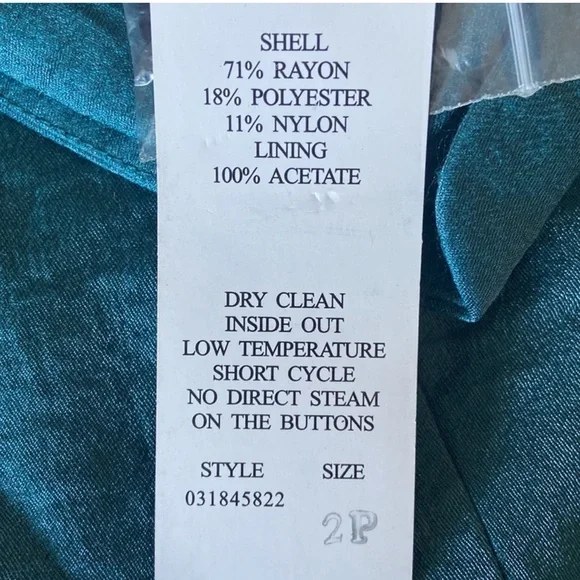 SHELL
71% RAYON
18% POLYESTER
11% NYLON
LINING
100% ACETATE
DRY CLEAN
INSIDE OUT
LOW TEMPERATURE
SHORT CYCLE
NO DIRECT STEAM
ON THE BUTTONS
STYLE SIZE
031845822
2P